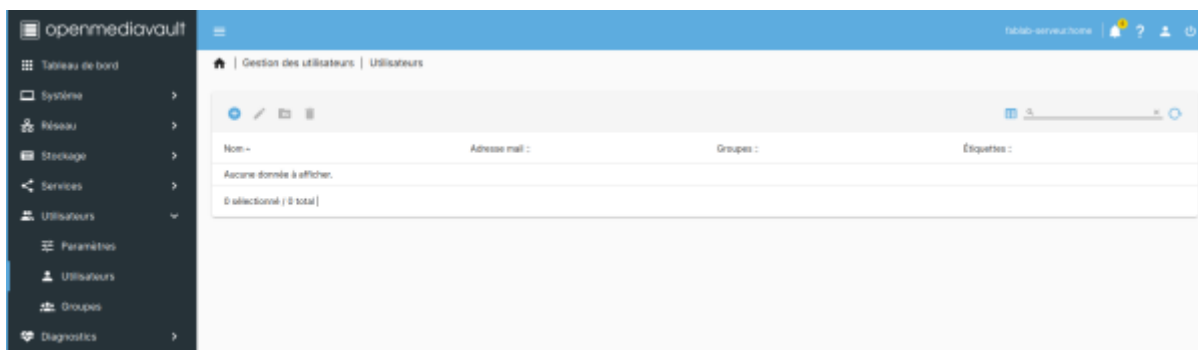 openmediavault
fablab-serveur.home
Tableau de bord
Gestion des utilisateurs | Utilisateurs
Système
Réseau
Stockage
Services
Utilisateurs
Paramètres
Utilisateurs
Groupes
Diagnostics
Nom
Adresse mail
Groupes
Étiquettes
Aucune donnée à afficher.
0 sélectionné / 0 total